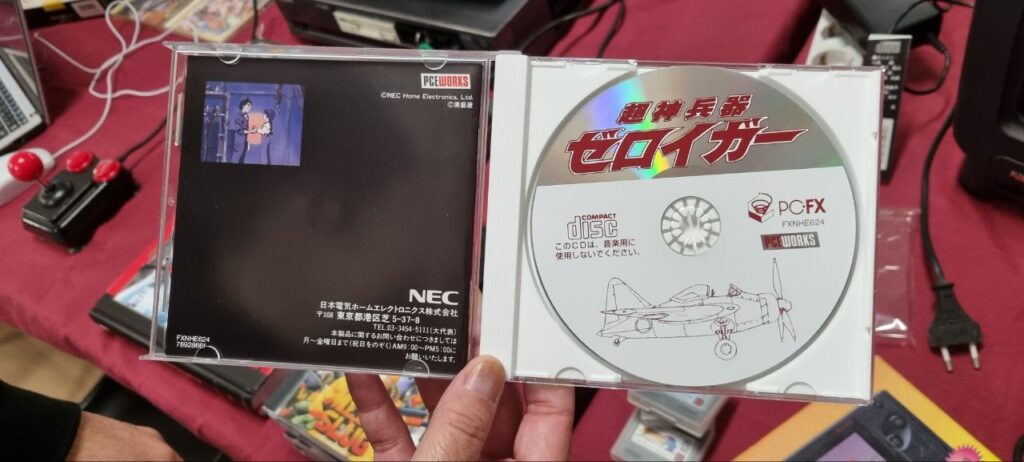 PCEWORKS
©NEC Home Electronics, Ltd.
NEC
日本電気ホームエレクトロニクス株式会社
〒108 東京都港区芝5-37-8
TEL.03-3454-5111(大代表)
本製品に関するお問い合わせにつきましては
月〜金曜日まで(祝日をのぞく)AM9:00〜PM5:00に
お願いいたします。
FXNHE624
超神兵器
ゼロイガー
COMPACT
disc
このCDは、音楽用に
使用しないでください。
PC-FX
FXNHE624
PCEWORKS